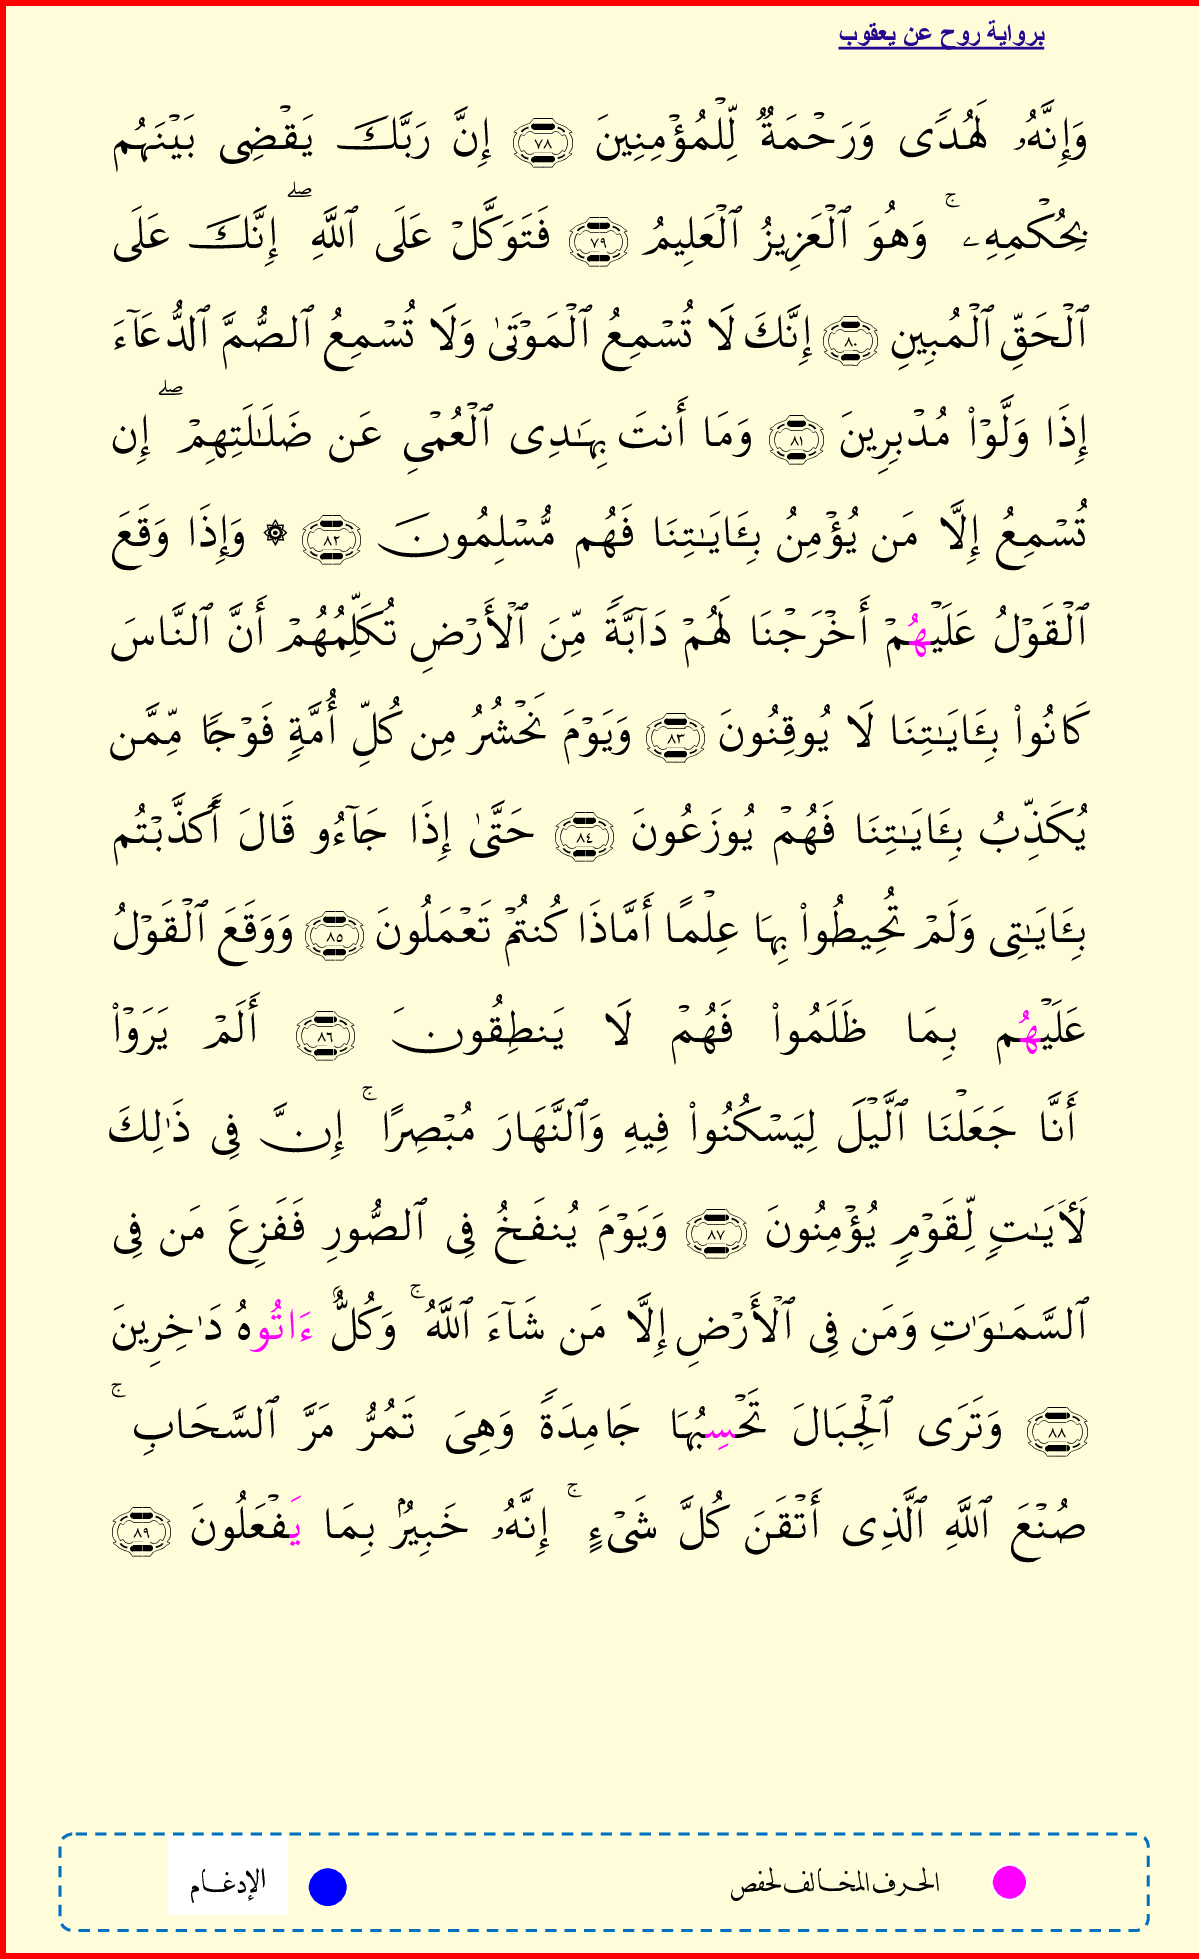 برواية روح عن يعقوب
وَإِنَّهُۥ لَهُدٗى وَرَحۡمَةٞ لِّلۡمُؤۡمِنِينَ ٧٨ إِنَّ رَبَّكَ يَقۡضِي بَيۡنَهُم
بِحُكۡمِهِۦۚ وَهُوَ ٱلۡعَزِيزُ ٱلۡعَلِيمُ ٧٩ فَتَوَكَّلۡ عَلَى ٱللَّهِۖ إِنَّكَ عَلَى
ٱلۡحَقِّ ٱلۡمُبِينِ ٨٠ إِنَّكَ لَا تُسۡمِعُ ٱلۡمَوۡتَىٰ وَلَا تُسۡمِعُ ٱلصُّمَّ ٱلدُّعَآءَ
إِذَا وَلَّوۡاْ مُدۡبِرِينَ ٨١ وَمَآ أَنتَ بِهَٰدِي ٱلۡعُمۡيِ عَن ضَلَٰلَتِهِمۡۖ إِن
تُسۡمِعُ إِلَّا مَن يُؤۡمِنُ بِـَٔايَٰتِنَا فَهُم مُّسۡلِمُونَ ٨٢ ۞ وَإِذَا وَقَعَ
ٱلۡقَوۡلُ عَلَيۡهُمۡ أَخۡرَجۡنَا لَهُمۡ دَآبَّةٗ مِّنَ ٱلۡأَرۡضِ تُكَلِّمُهُمۡ أَنَّ ٱلنَّاسَ
كَانُواْ بِـَٔايَٰتِنَا لَا يُوقِنُونَ ٨٣ وَيَوۡمَ نَحۡشُرُ مِن كُلِّ أُمَّةٖ فَوۡجٗا مِّمَّن
يُكَذِّبُ بِـَٔايَٰتِنَا فَهُمۡ يُوزَعُونَ ٨٤ حَتَّىٰ إِذَا جَآءُو قَالَ أَكَذَّبۡتُم
بِـَٔايَٰتِي وَلَمۡ تُحِيطُواْ بِهَا عِلۡمًا أَمَّاذَا كُنتُمۡ تَعۡمَلُونَ ٨٥ وَوَقَعَ ٱلۡقَوۡلُ
عَلَيۡهُم بِمَا ظَلَمُواْ فَهُمۡ لَا يَنطِقُونَ ٨٦ أَلَمۡ يَرَوۡاْ
أَنَّا جَعَلۡنَا ٱلَّيۡلَ لِيَسۡكُنُواْ فِيهِ وَٱلنَّهَارَ مُبۡصِرًاۚ إِنَّ فِي ذَٰلِكَ
لَأٓيَٰتٖ لِّقَوۡمٖ يُؤۡمِنُونَ ٨٧ وَيَوۡمَ يُنفَخُ فِي ٱلصُّورِ فَفَزِعَ مَن فِي
ٱلسَّمَٰوَٰتِ وَمَن فِي ٱلۡأَرۡضِ إِلَّا مَن شَآءَ ٱللَّهُۚ وَكُلٌّ ءَاتُوهُ دَٰخِرِينَ
٨٨ وَتَرَى ٱلۡجِبَالَ تَحۡسِبُهَا جَامِدَةٗ وَهِيَ تَمُرُّ مَرَّ ٱلسَّحَابِۚ
صُنۡعَ ٱللَّهِ ٱلَّذِيٓ أَتۡقَنَ كُلَّ شَيۡءٍۚ إِنَّهُۥ خَبِيرُۢ بِمَا يَفۡعَلُونَ ٨٩
الحرف المخالف لحفص
الإدغام